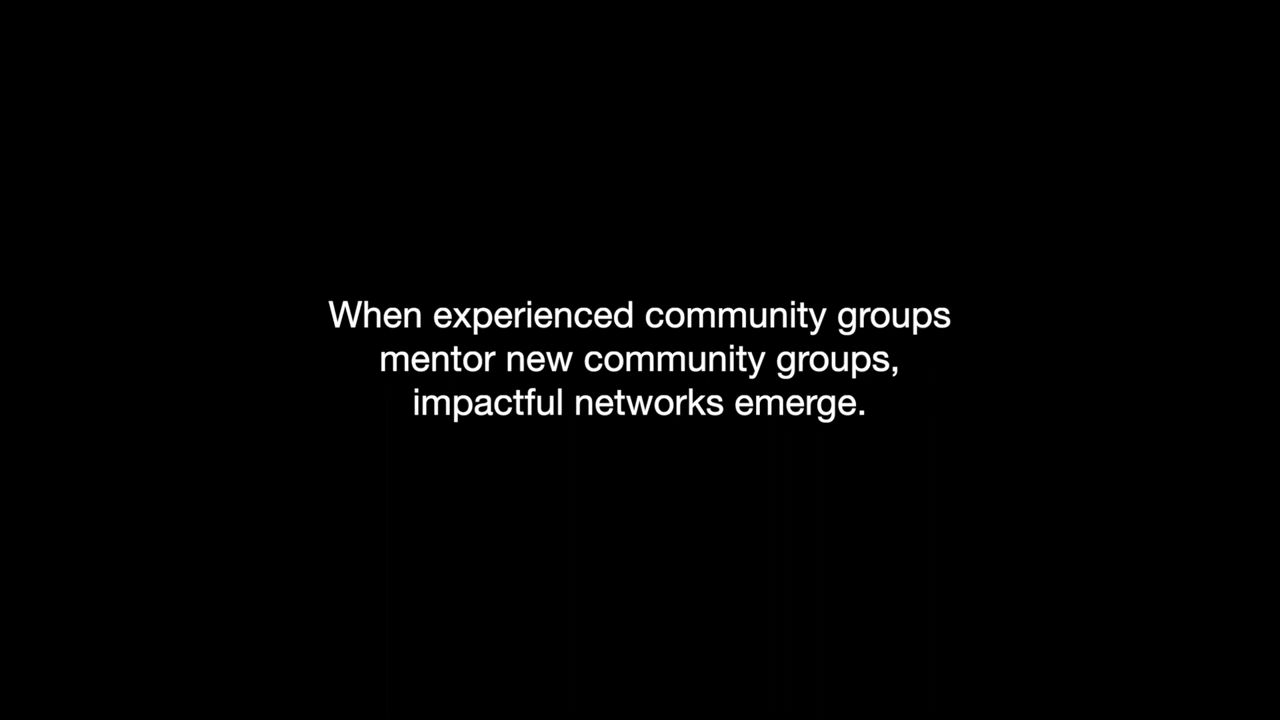 When experienced community groups
mentor new community groups,
impactful networks emerge.